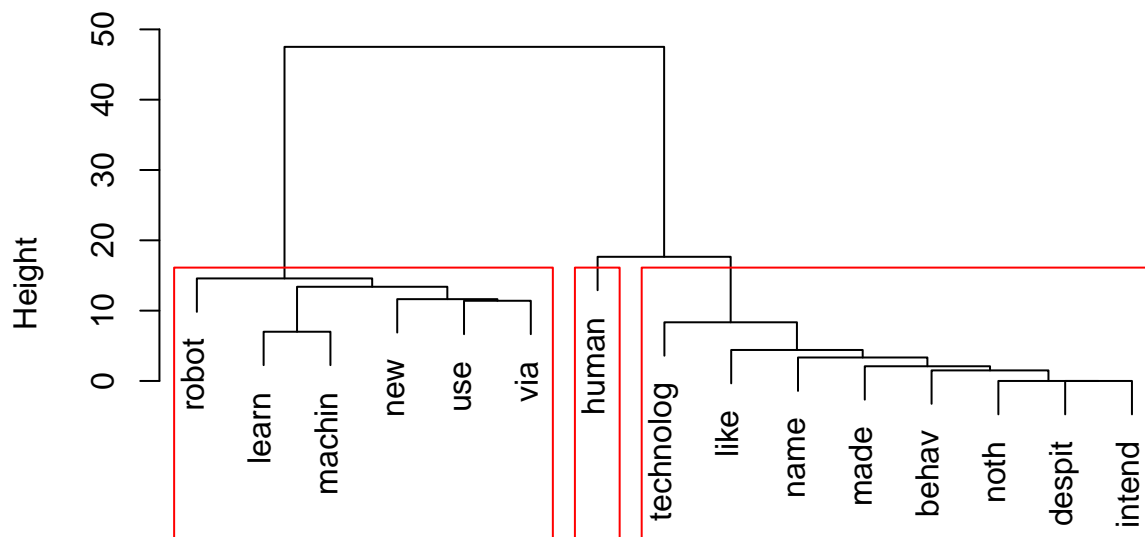 Height
50
40
30
20
10
0
robot
learn
machin
new
use
via
human
technolog
like
name
made
behav
noth
despit
intend